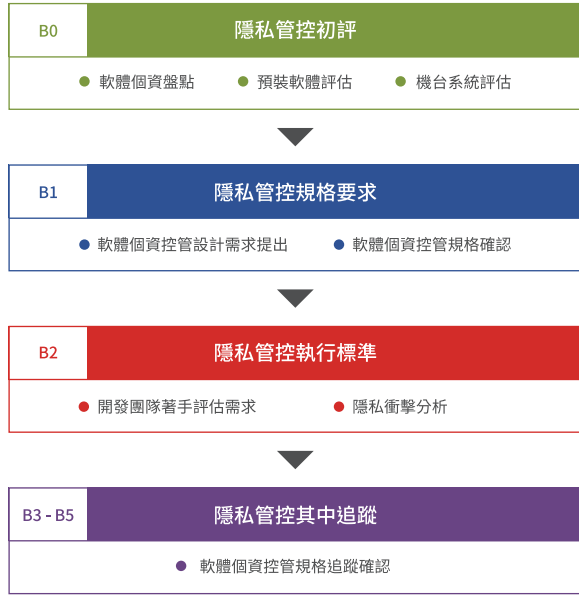 B0 隱私管控初評
軟體個資盤點 預裝軟體評估 機台系統評估
B1 隱私管控規格要求
軟體個資控管設計需求提出 軟體個資控管規格確認
B2 隱私管控執行標準
開發團隊著手評估需求 隱私衝擊分析
B3 - B5 隱私管控其中追蹤
軟體個資控管規格追蹤確認